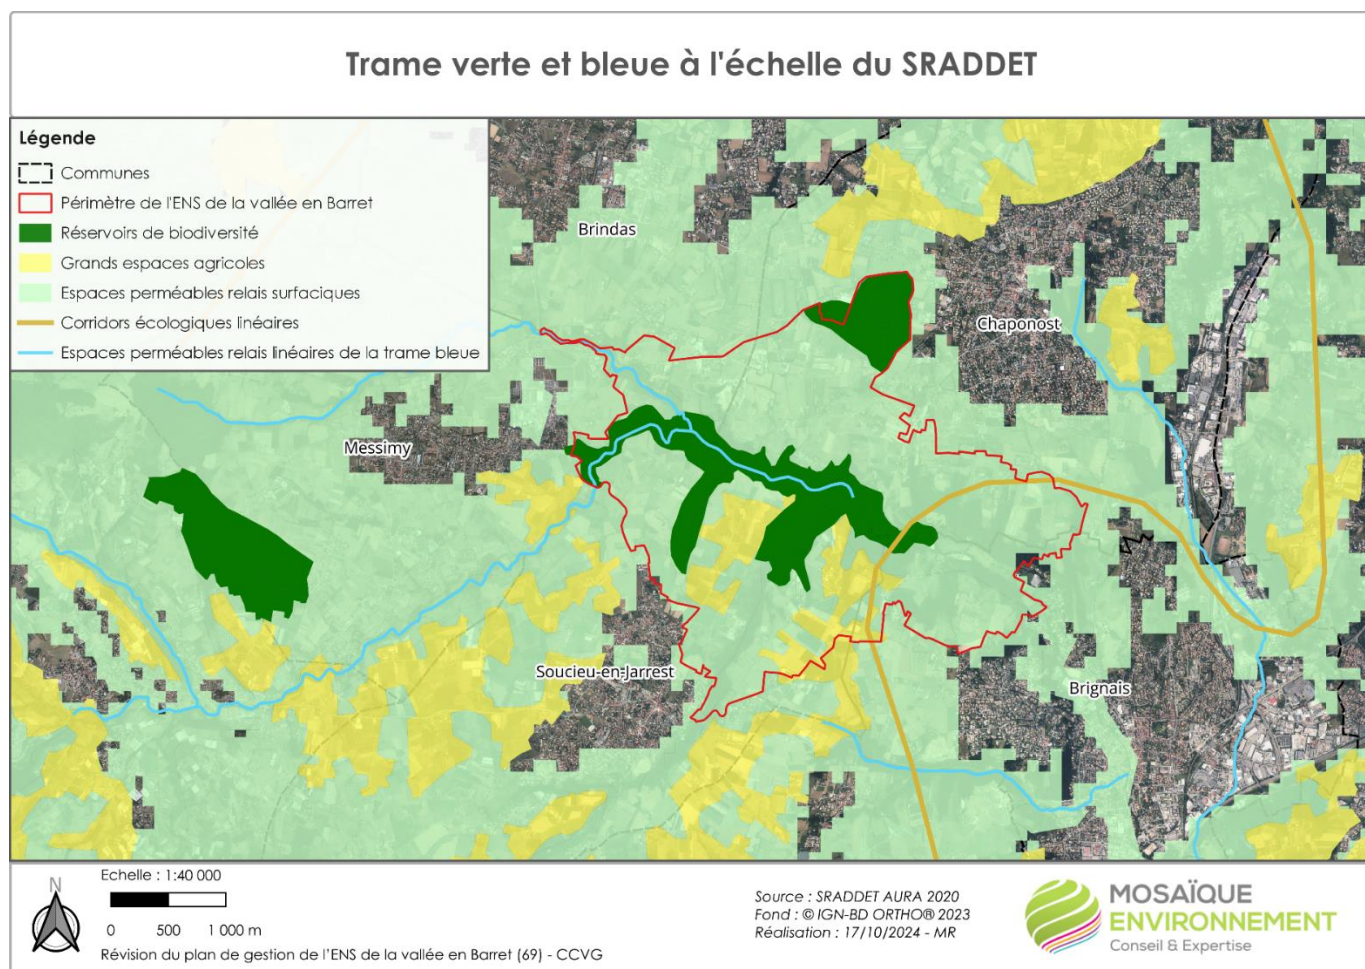 Trame verte et bleue à l'échelle du SRADDET
Légende
Communes
Périmètre de l'ENS de la vallée en Barret
Réservoirs de biodiversité
Grands espaces agricoles
Espaces perméables relais surfaciques
Corridors écologiques linéaires
Espaces perméables relais linéaires de la trame bleue
Brindas
Chaponost
Messimy
Soucieu-en-Jarrest
Brignais
N
Echelle : 1:40 000
0 500 1 000 m
Révision du plan de gestion de l'ENS de la vallée en Barret (69) - CCVG
Source : SRADDET AURA 2020
Fond : © IGN-BD ORTHO® 2023
Réalisation : 17/10/2024 - MR
MOSAÏQUE
ENVIRONNEMENT
Conseil & Expertise